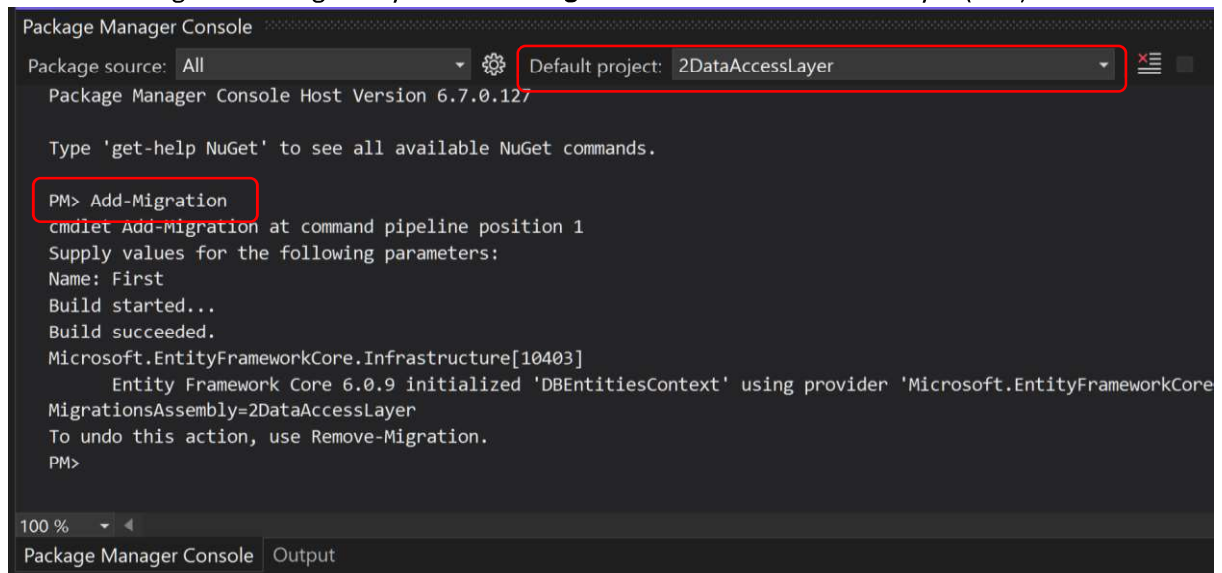 Package Manager Console
Package source: All Default project: 2DataAccessLayer
Package Manager Console Host Version 6.7.0.127
Type 'get-help NuGet' to see all available NuGet commands.
PM> Add-Migration
cmdlet Add-Migration at command pipeline position 1
Supply values for the following parameters:
Name: First
Build started...
Build succeeded.
Microsoft.EntityFrameworkCore.Infrastructure[10403]
Entity Framework Core 6.0.9 initialized 'DBEntitiesContext' using provider 'Microsoft.EntityFrameworkCore
MigrationsAssembly=2DataAccessLayer
To undo this action, use Remove-Migration.
PM>
100 %
Package Manager Console Output